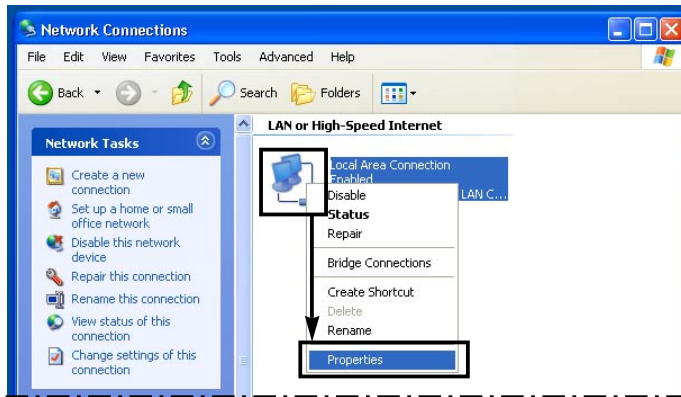 Network Connections
File Edit View Favorites Tools Advanced Help
Back Search Folders
LAN or High-Speed Internet
Network Tasks
Create a new
connection
Set up a home or small
office network
Disable this network
device
Repair this connection
Rename this connection
View status of this
connection
Change settings of this
connection
Local Area Connection
Enabled
LAN C...
Disable
Status
Repair
Bridge Connections
Create Shortcut
Delete
Rename
Properties